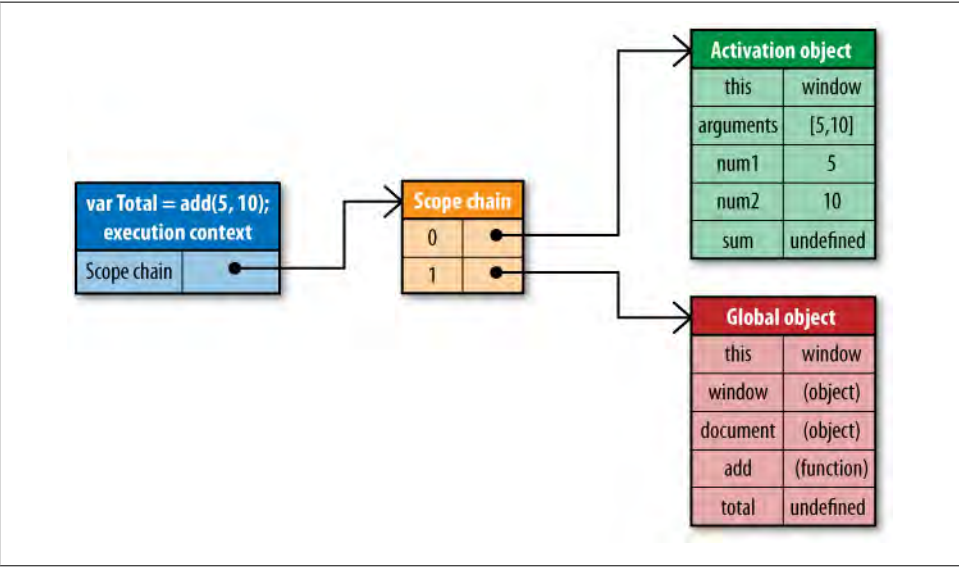 var Total = add(5, 10);
execution context
Scope chain
Scope chain
0
1
Activation object
this window
arguments [5,10]
num1 5
num2 10
sum undefined
Global object
this window
window (object)
document (object)
add (function)
total undefined